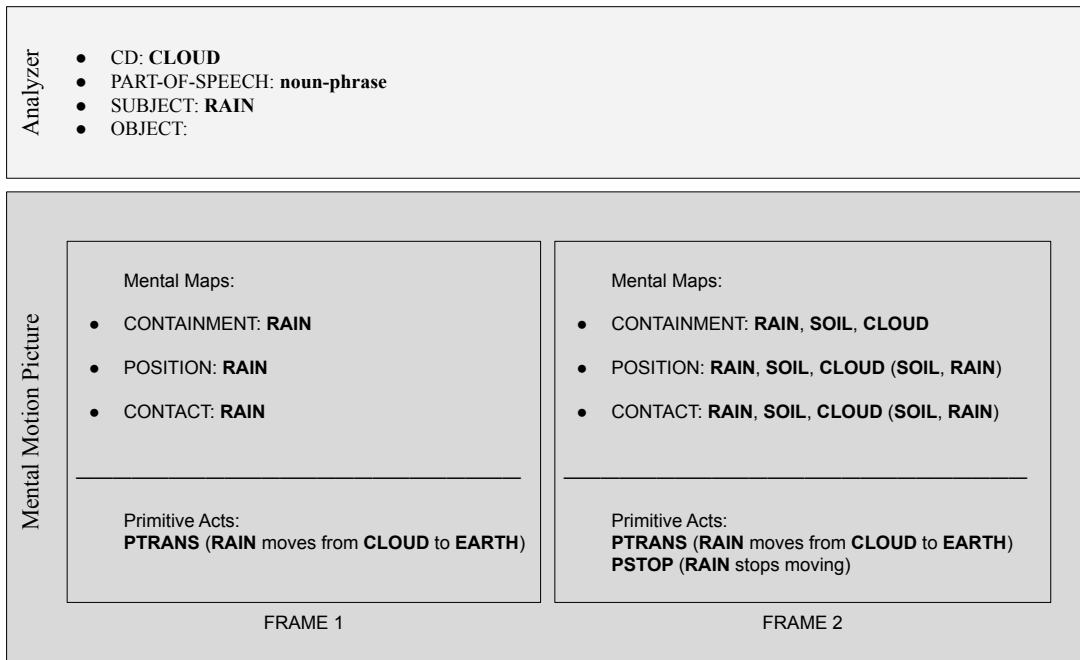 Analyzer
● CD: CLOUD
● PART-OF-SPEECH: noun-phrase
● SUBJECT: RAIN
● OBJECT:
Mental Motion Picture
Mental Maps:
● CONTAINMENT: RAIN
● POSITION: RAIN
● CONTACT: RAIN
Primitive Acts:
PTRANS (RAIN moves from CLOUD to EARTH)
FRAME 1
Mental Maps:
● CONTAINMENT: RAIN, SOIL, CLOUD
● POSITION: RAIN, SOIL, CLOUD (SOIL, RAIN)
● CONTACT: RAIN, SOIL, CLOUD (SOIL, RAIN)
Primitive Acts:
PTRANS (RAIN moves from CLOUD to EARTH)
PSTOP (RAIN stops moving)
FRAME 2